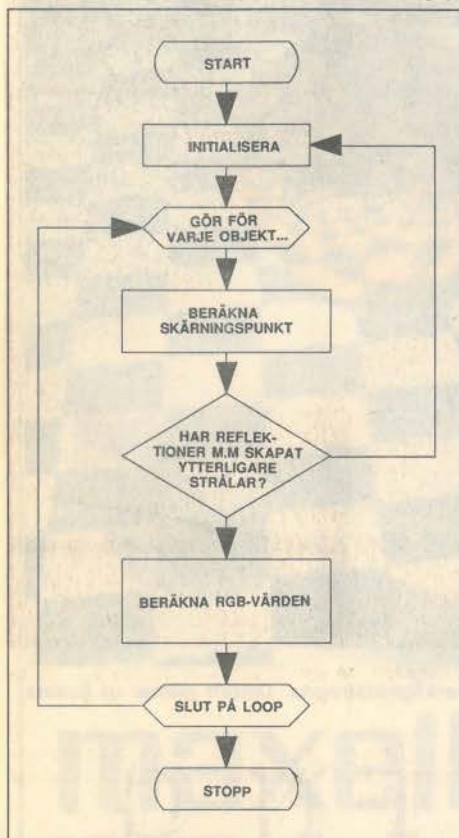 START
INITIALISERA
GÖR FÖR
VARJE OBJEKT...
BERÄKNA
SKÄRNINGSPUNKT
HAR REFLEK-
TIONER M.M SKAPAT
YTTERLIGARE
STRÅLAR?
BERÄKNA RGB-VÄRDEN
SLUT PÅ LOOP
STOPP